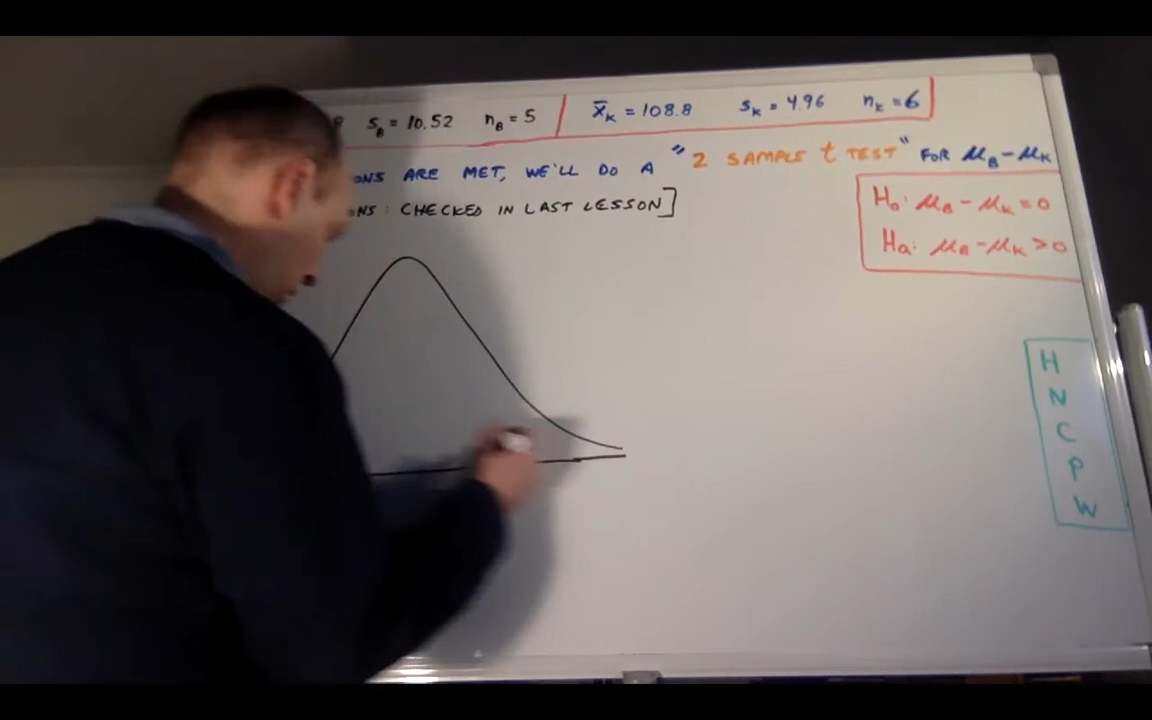 S_B = 10.52 n_B = 5 x̄_K = 108.8 S_K = 4.96 n_K = 6
ARE MET, WE'LL DO A "2 SAMPLE t TEST" FOR μ_B - μ_K
CHECKED IN LAST LESSON]
H₀: μ_B - μ_K = 0
Hₐ: μ_B - μ_K > 0
H
N
C
P
W